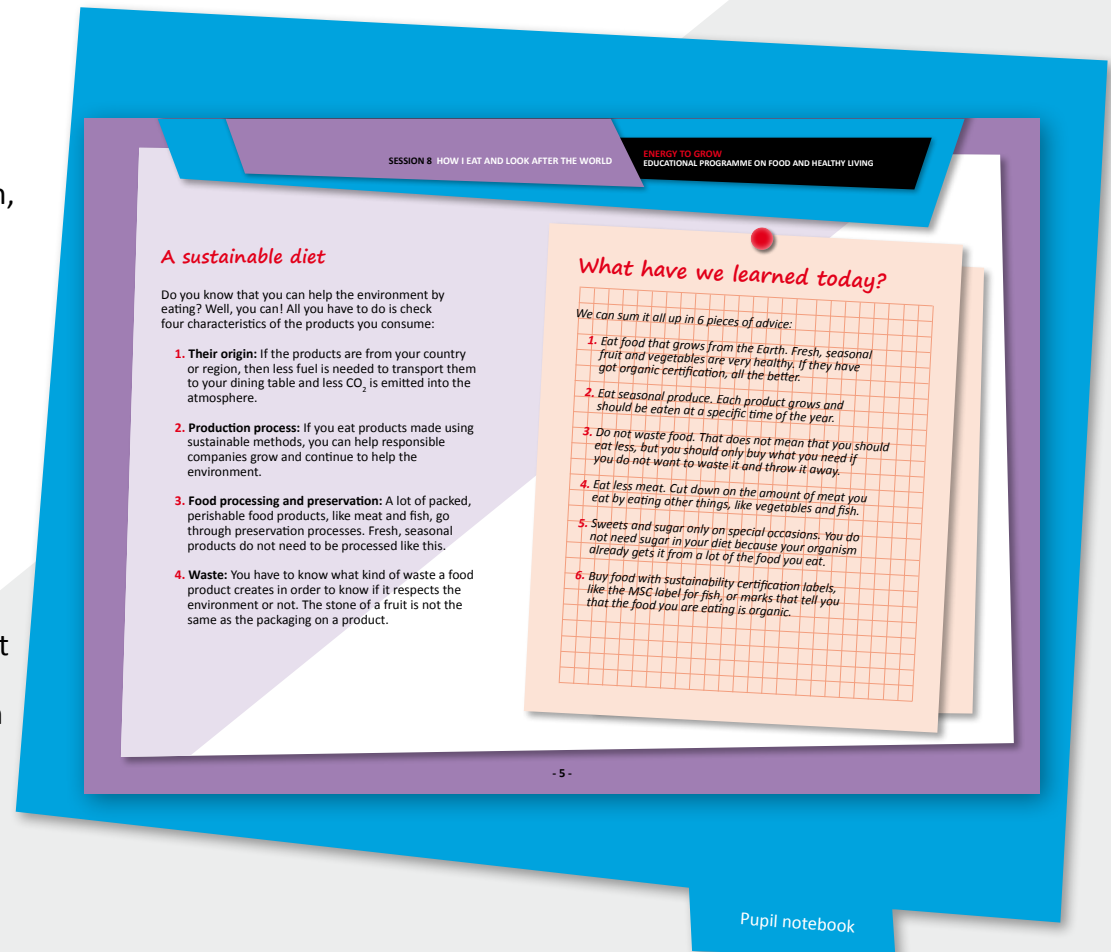 n,
t
n
SESSION 8 HOW I EAT AND LOOK AFTER THE WORLD
ENERGY TO GROW
EDUCATIONAL PROGRAMME ON FOOD AND HEALTHY LIVING
A sustainable diet
Do you know that you can help the environment by
eating? Well, you can! All you have to do is check
four characteristics of the products you consume:
1. Their origin: If the products are from your country
or region, then less fuel is needed to transport them
to your dining table and less CO₂ is emitted into the
atmosphere.
2. Production process: If you eat products made using
sustainable methods, you can help responsible
companies grow and continue to help the
environment.
3. Food processing and preservation: A lot of packed,
perishable food products, like meat and fish, go
through preservation processes. Fresh, seasonal
products do not need to be processed like this.
4. Waste: You have to know what kind of waste a food
product creates in order to know if it respects the
environment or not. The stone of a fruit is not the
same as the packaging on a product.
What have we learned today?
We can sum it all up in 6 pieces of advice:
1. Eat food that grows from the Earth. Fresh, seasonal
fruit and vegetables are very healthy. If they have
got organic certification, all the better.
2. Eat seasonal produce. Each product grows and
should be eaten at a specific time of the year.
3. Do not waste food. That does not mean that you should
eat less, but you should only buy what you need if
you do not want to waste it and throw it away.
4. Eat less meat. Cut down on the amount of meat you
eat by eating other things, like vegetables and fish.
5. Sweets and sugar only on special occasions. You do
not need sugar in your diet because your organism
already gets it from a lot of the food you eat.
6. Buy food with sustainability certification labels,
like the MSC label for fish, or marks that tell you
that the food you are eating is organic.
- 5 -
Pupil notebook